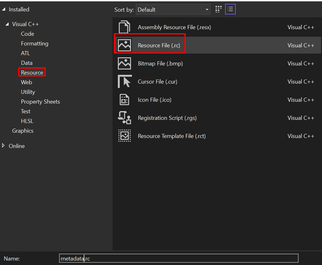 Installed
Sort by: Default
Visual C++
Code
Formatting
ATL
Data
Resource
Web
Utility
Property Sheets
Test
HLSL
Graphics
Online
Assembly Resource File (.resx) Visual C++
Resource File (.rc) Visual C++
Bitmap File (.bmp) Visual C++
Cursor File (.cur) Visual C++
Icon File (.ico) Visual C++
Registration Script (.rgs) Visual C++
Resource Template File (.rct) Visual C++
Name: metadata.rc